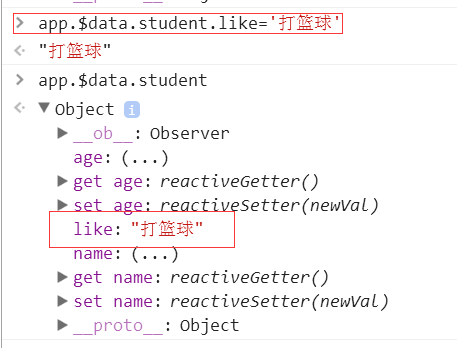 app.$data.student.like='打篮球'
"打篮球"
app.$data.student
Object i
__ob__: Observer
age: (...)
get age: reactiveGetter()
set age: reactiveSetter(newVal)
like: "打篮球"
name: (...)
get name: reactiveGetter()
set name: reactiveSetter(newVal)
__proto__: Object